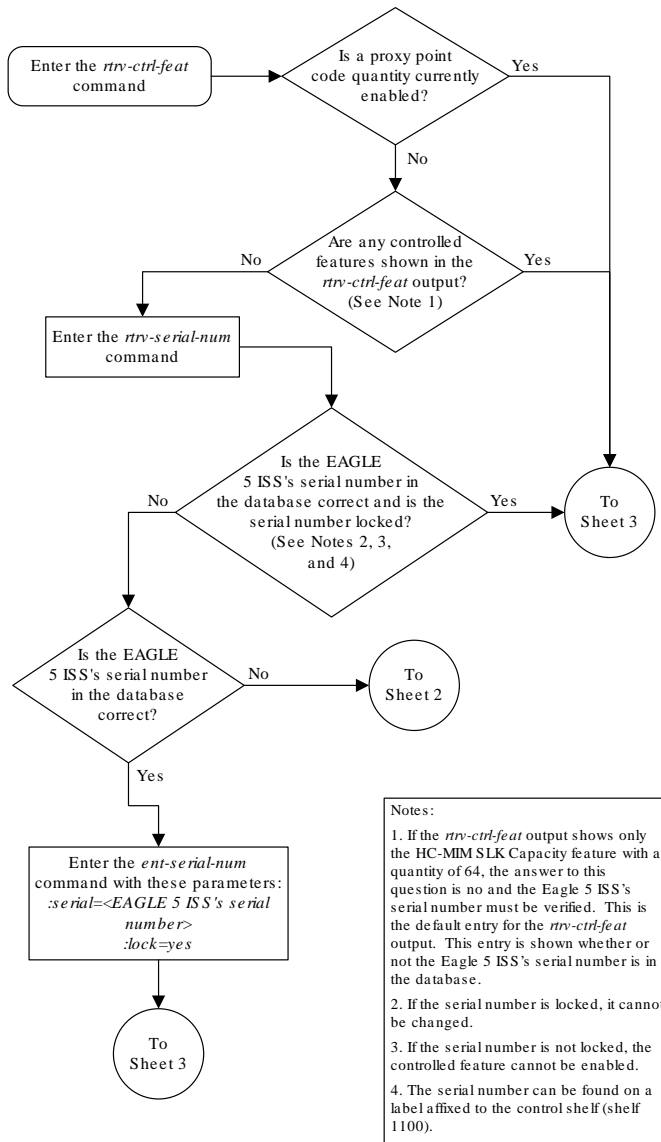 Enter the rtrv-ctrl-feat
command
Is a proxy point
code quantity currently
enabled?
Yes
No
Are any controlled
features shown in the
rtrv-ctrl-feat output?
(See Note 1)
No
Yes
Enter the rtrv-serial-num
command
Is the EAGLE
5 ISS's serial number in
the database correct and is the
serial number locked?
(See Notes 2, 3,
and 4)
No
Yes
To
Sheet 3
Is the EAGLE
5 ISS's serial number
in the database
correct?
No
To
Sheet 2
Yes
Enter the ent-serial-num
command with these parameters:
:serial=<EAGLE 5 ISS's serial
number>
:lock=yes
To
Sheet 3
Notes:
1. If the rtrv-ctrl-feat output shows only
the HC-MIM SLK Capacity feature with a
quantity of 64, the answer to this
question is no and the Eagle 5 ISS’s
serial number must be verified. This is
the default entry for the rtrv-ctrl-feat
output. This entry is shown whether or
not the Eagle 5 ISS’s serial number is in
the database.
2. If the serial number is locked, it cannot
be changed.
3. If the serial number is not locked, the
controlled feature cannot be enabled.
4. The serial number can be found on a
label affixed to the control shelf (shelf
1100).